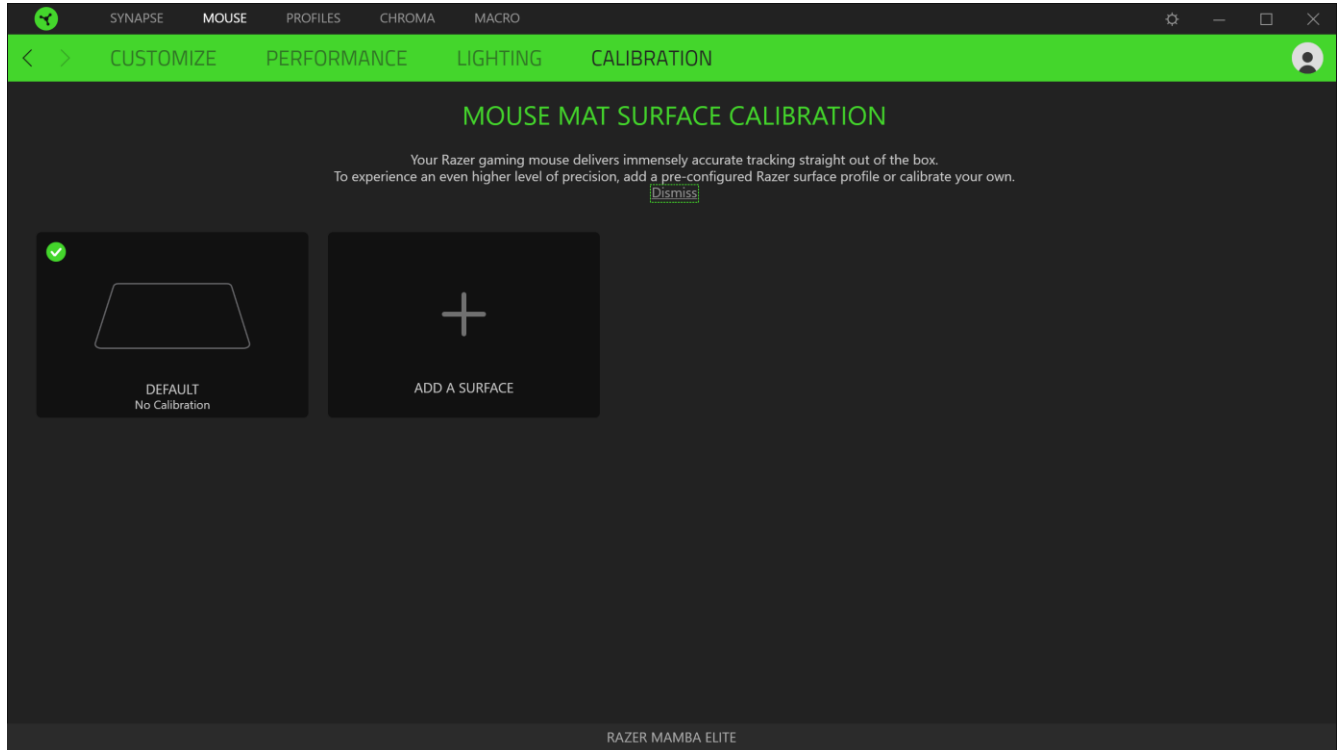 SYNAPSE MOUSE PROFILES CHROMA MACRO
CUSTOMIZE PERFORMANCE LIGHTING CALIBRATION
MOUSE MAT SURFACE CALIBRATION
Your Razer gaming mouse delivers immensely accurate tracking straight out of the box.
To experience an even higher level of precision, add a pre-configured Razer surface profile or calibrate your own.
Dismiss
DEFAULT
No Calibration
ADD A SURFACE
RAZER MAMBA ELITE